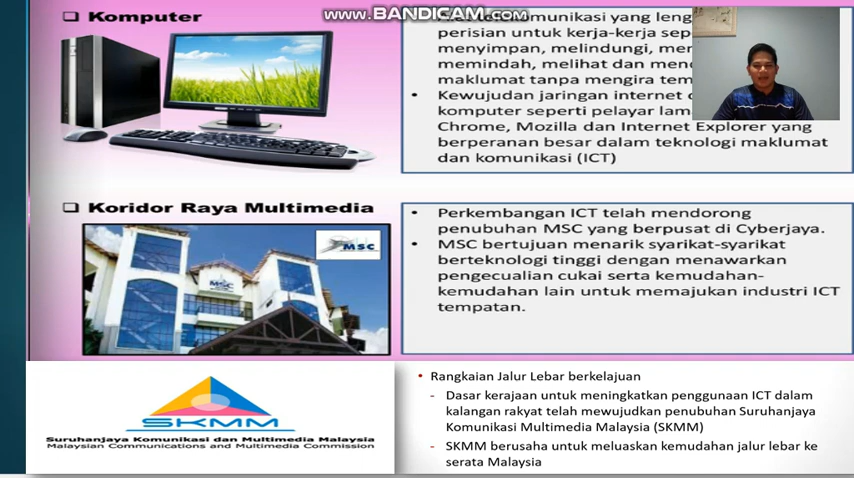 www.BANDICAM.com
❑ Komputer
komunikasi yang
perisian untuk kerja-kerja
menyimpan, melindungi,
memindah, melihat dan
maklumat tanpa mengira
• Kewujudan jaringan internet
komputer seperti pelayar
Chrome, Mozilla dan Internet Explorer yang
berperanan besar dalam teknologi maklumat
dan komunikasi (ICT)
❑ Koridor Raya Multimedia
MSC
MSC
• Perkembangan ICT telah mendorong
penubuhan MSC yang berpusat di Cyberjaya.
• MSC bertujuan menarik syarikat-syarikat
berteknologi tinggi dengan menawarkan
pengecualian cukai serta kemudahan-
kemudahan lain untuk memajukan industri ICT
tempatan.
SKMM
Suruhanjaya Komunikasi dan Multimedia Malaysia
Malaysian Communications and Multimedia Commission
• Rangkaian Jalur Lebar berkelajuan
- Dasar kerajaan untuk meningkatkan penggunaan ICT dalam
kalangan rakyat telah mewujudkan penubuhan Suruhanjaya
Komunikasi Multimedia Malaysia (SKMM)
- SKMM berusaha untuk meluaskan kemudahan jalur lebar ke
serata Malaysia